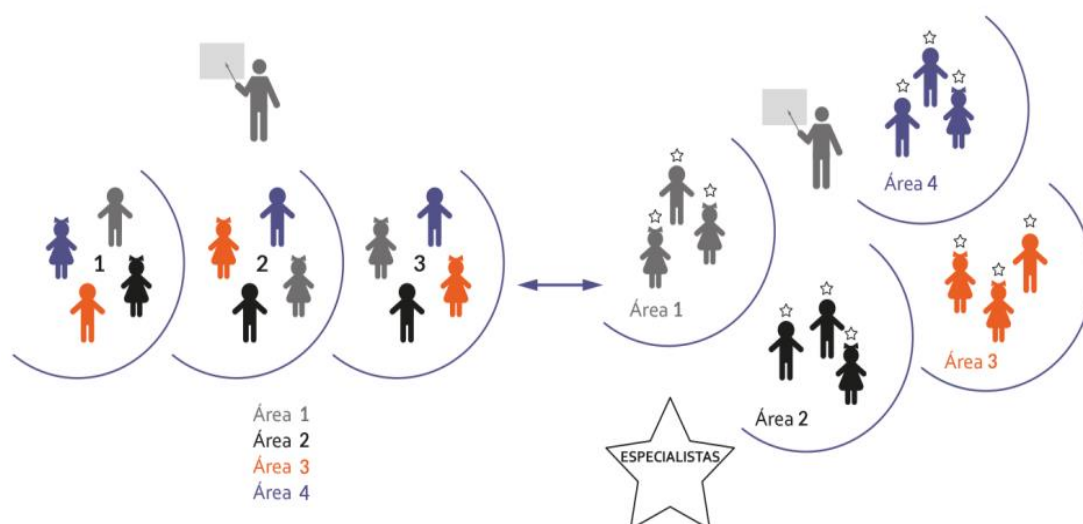 1
2
3
Área 1
Área 2
Área 3
Área 4
Área 4
Área 1
Área 3
Área 2
ESPECIALISTAS